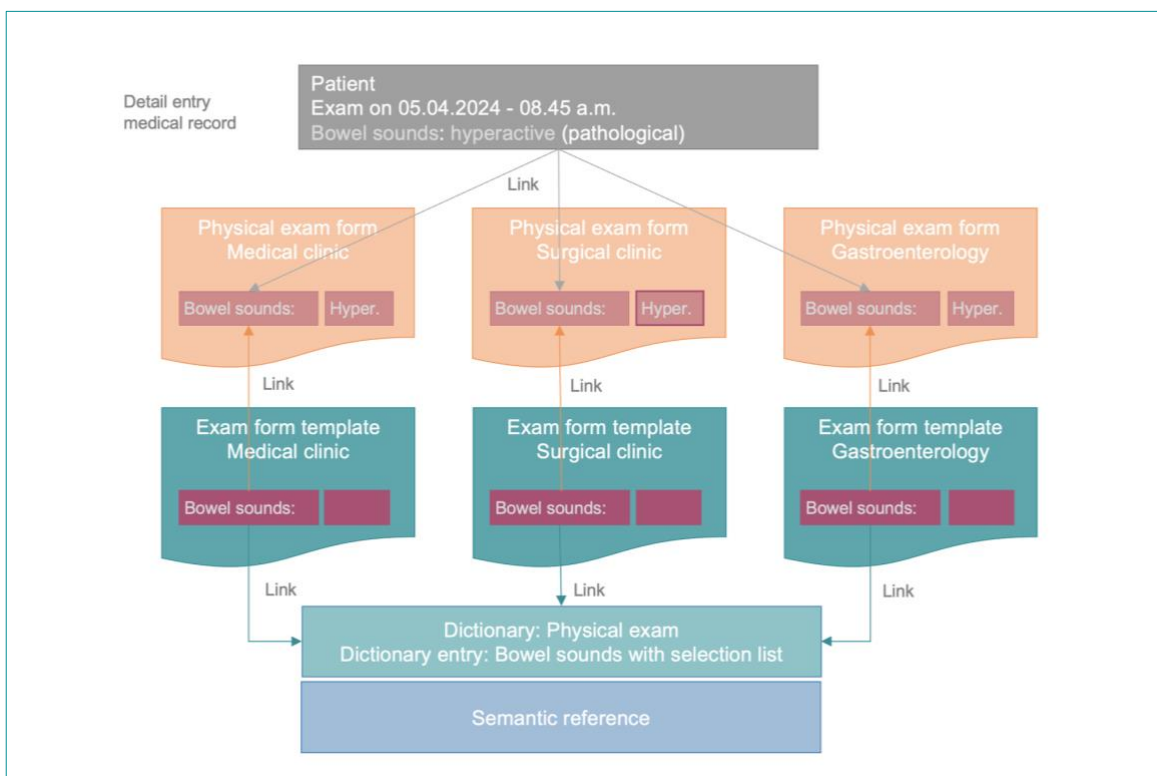 Detail entry
medical record
Patient
Exam on 05.04.2024 - 08.45 a.m.
Bowel sounds: hyperactive (pathological)
Link
Physical exam form
Medical clinic
Bowel sounds:
Hyper.
Physical exam form
Surgical clinic
Bowel sounds:
Hyper.
Physical exam form
Gastroenterology
Bowel sounds:
Hyper.
Link
Link
Link
Exam form template
Medical clinic
Bowel sounds:
Exam form template
Surgical clinic
Bowel sounds:
Exam form template
Gastroenterology
Bowel sounds:
Link
Link
Link
Dictionary: Physical exam
Dictionary entry: Bowel sounds with selection list
Semantic reference